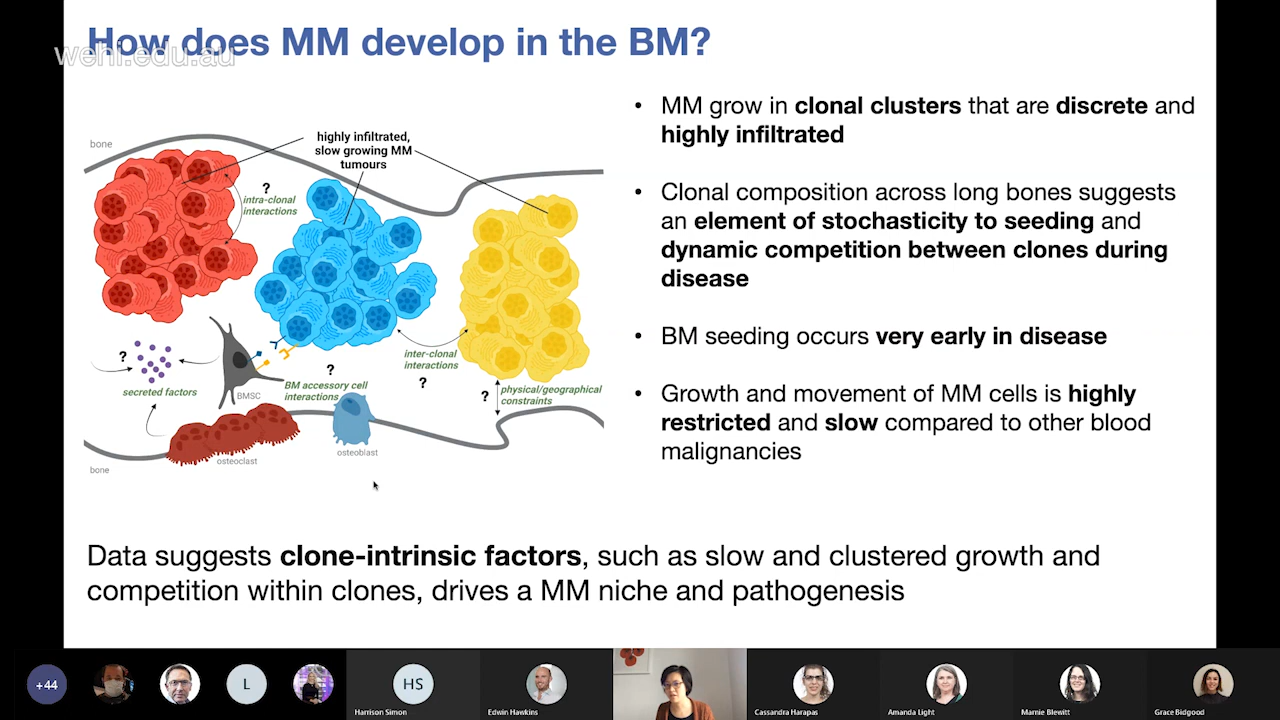 How does MM develop in the BM?
wehi.edu.au
bone
highly infiltrated,
slow growing MM
tumours
?
intra-clonal
interactions
inter-clonal
interactions
?
?
secreted factors
BMSC
?
BM accessory cell
interactions
?
physical/geographical
constraints
osteoclast
osteoblast
bone
• MM grow in clonal clusters that are discrete and
highly infiltrated
• Clonal composition across long bones suggests
an element of stochasticity to seeding and
dynamic competition between clones during
disease
• BM seeding occurs very early in disease
• Growth and movement of MM cells is highly
restricted and slow compared to other blood
malignancies
Data suggests clone-intrinsic factors, such as slow and clustered growth and
competition within clones, drives a MM niche and pathogenesis
+44
L
HS
Harrison Simon
Edwin Hawkins
Cassandra Harapas
Amanda Light
Marnie Blewitt
Grace Bidgood